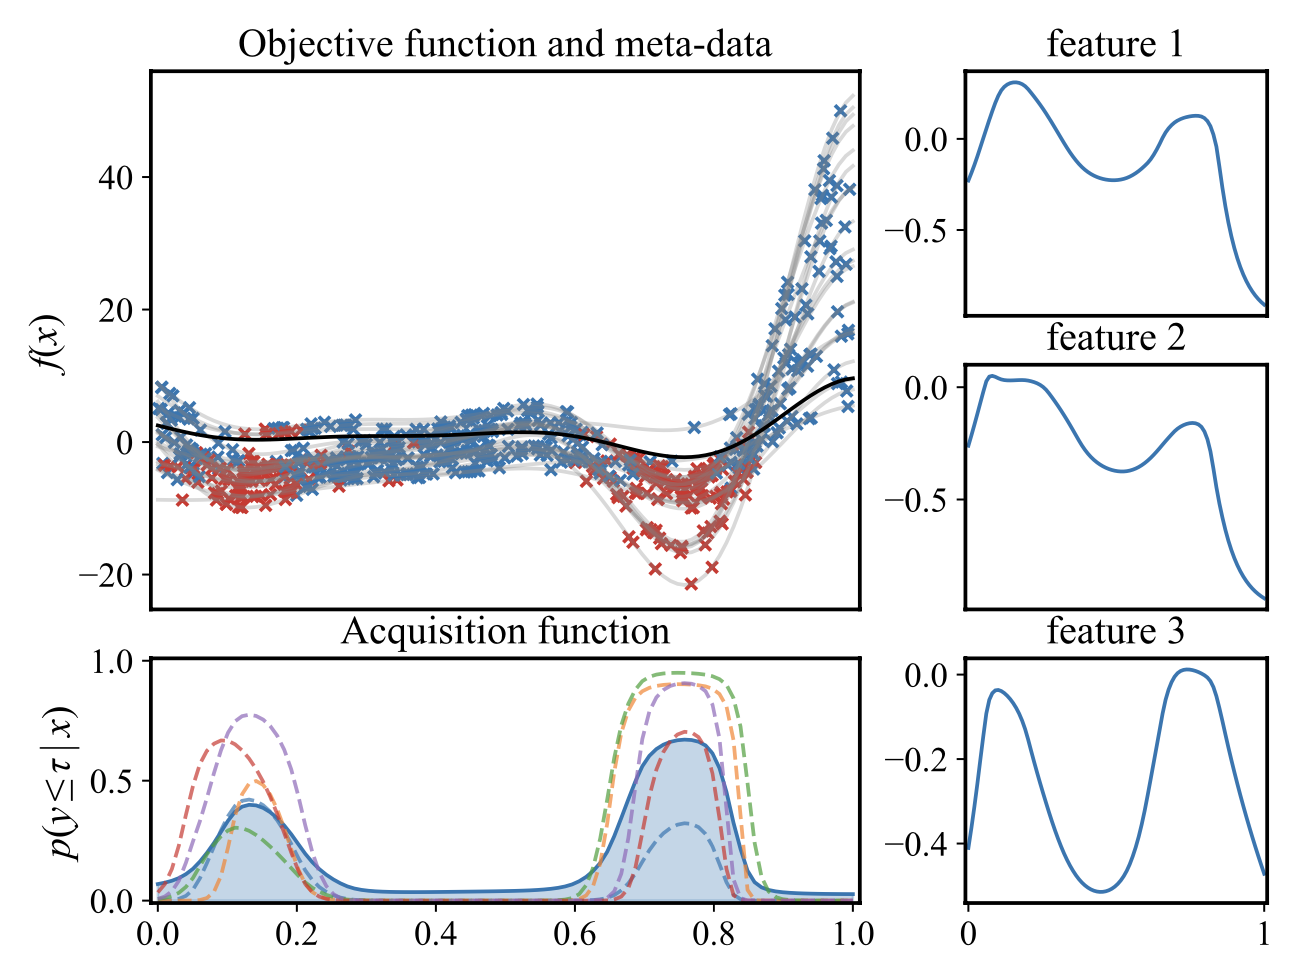 Objective function and meta-data
f(x)
40
20
0
−20
Acquisition function
p(y≤τ | x)
1.0
0.5
0.0
0.0 0.2 0.4 0.6 0.8 1.0
feature 1
0.0
−0.5
feature 2
0.0
−0.5
feature 3
0.0
−0.2
−0.4
0 1